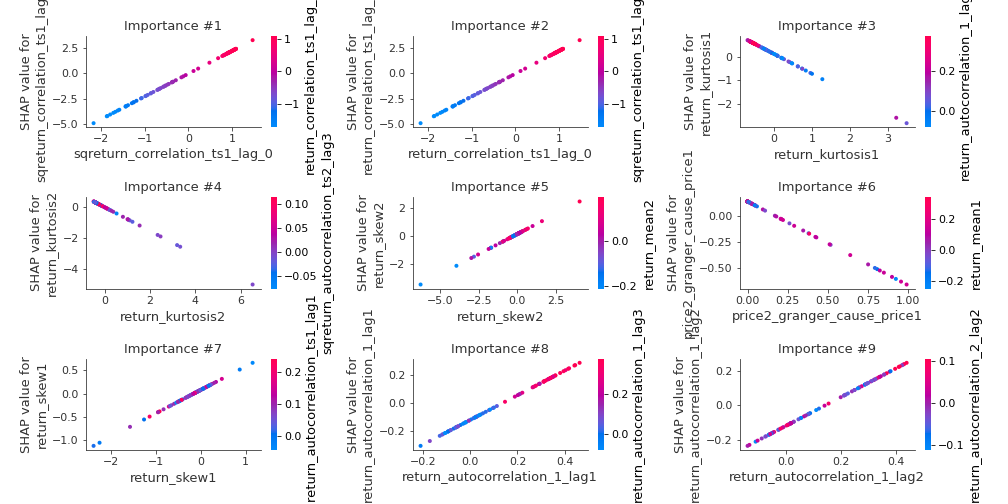 Importance #1
SHAP value for
sqreturn_correlation_ts1_lag_
2.5
0.0
−2.5
−5.0
−2
−1
0
1
sqreturn_correlation_ts1_lag_0
1
0
−1
return_correlation_ts1_lag_
Importance #2
SHAP value for
return_correlation_ts1_lag_
2.5
0.0
−2.5
−5.0
−2
−1
0
1
return_correlation_ts1_lag_0
1
0
−1
sqreturn_correlation_ts1_lag_
Importance #3
SHAP value for
return_kurtosis1
0
−1
−2
0
1
2
3
return_kurtosis1
0.2
0.0
return_autocorrelation_1_lag
Importance #4
SHAP value for
return_kurtosis2
0
−2
−4
0
2
4
6
return_kurtosis2
0.10
0.05
0.00
−0.05
sqreturn_autocorrelation_ts2_lag3
Importance #5
SHAP value for
return_skew2
2
0
−2
−5.0
−2.5
0.0
2.5
return_skew2
0.0
−0.2
return_mean2
Importance #6
SHAP value for
price2_granger_cause_price1
0.00
−0.25
−0.50
0.00
0.25
0.50
0.75
1.00
price2_granger_cause_price1
0.2
0.0
−0.2
return_mean1
Importance #7
SHAP value for
return_skew1
0.5
0.0
−0.5
−1.0
−2
−1
0
1
return_skew1
0.2
0.1
0.0
return_autocorrelation_ts1_lag1
Importance #8
SHAP value for
return_autocorrelation_1_lag1
0.2
0.0
−0.2
−0.2
0.0
0.2
0.4
return_autocorrelation_1_lag1
0.2
0.0
return_autocorrelation_1_lag3
Importance #9
SHAP value for
return_autocorrelation_1_lag2
0.2
0.0
−0.2
0.0
0.2
0.4
return_autocorrelation_1_lag2
0.1
0.0
−0.1
return_autocorrelation_2_lag2